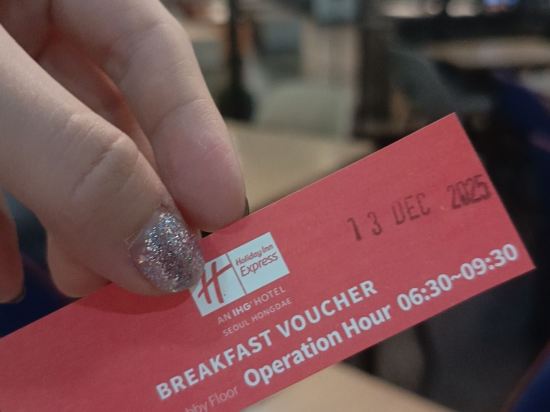 13 DEC 2025
H Holiday Inn
Express
AN IHG® HOTEL
SEOUL HONGDAE
BREAKFAST VOUCHER
Floor Operation Hour 06:30~09:30